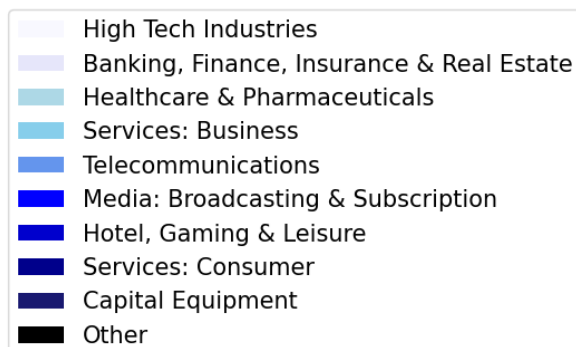 High Tech Industries
Banking, Finance, Insurance & Real Estate
Healthcare & Pharmaceuticals
Services: Business
Telecommunications
Media: Broadcasting & Subscription
Hotel, Gaming & Leisure
Services: Consumer
Capital Equipment
Other